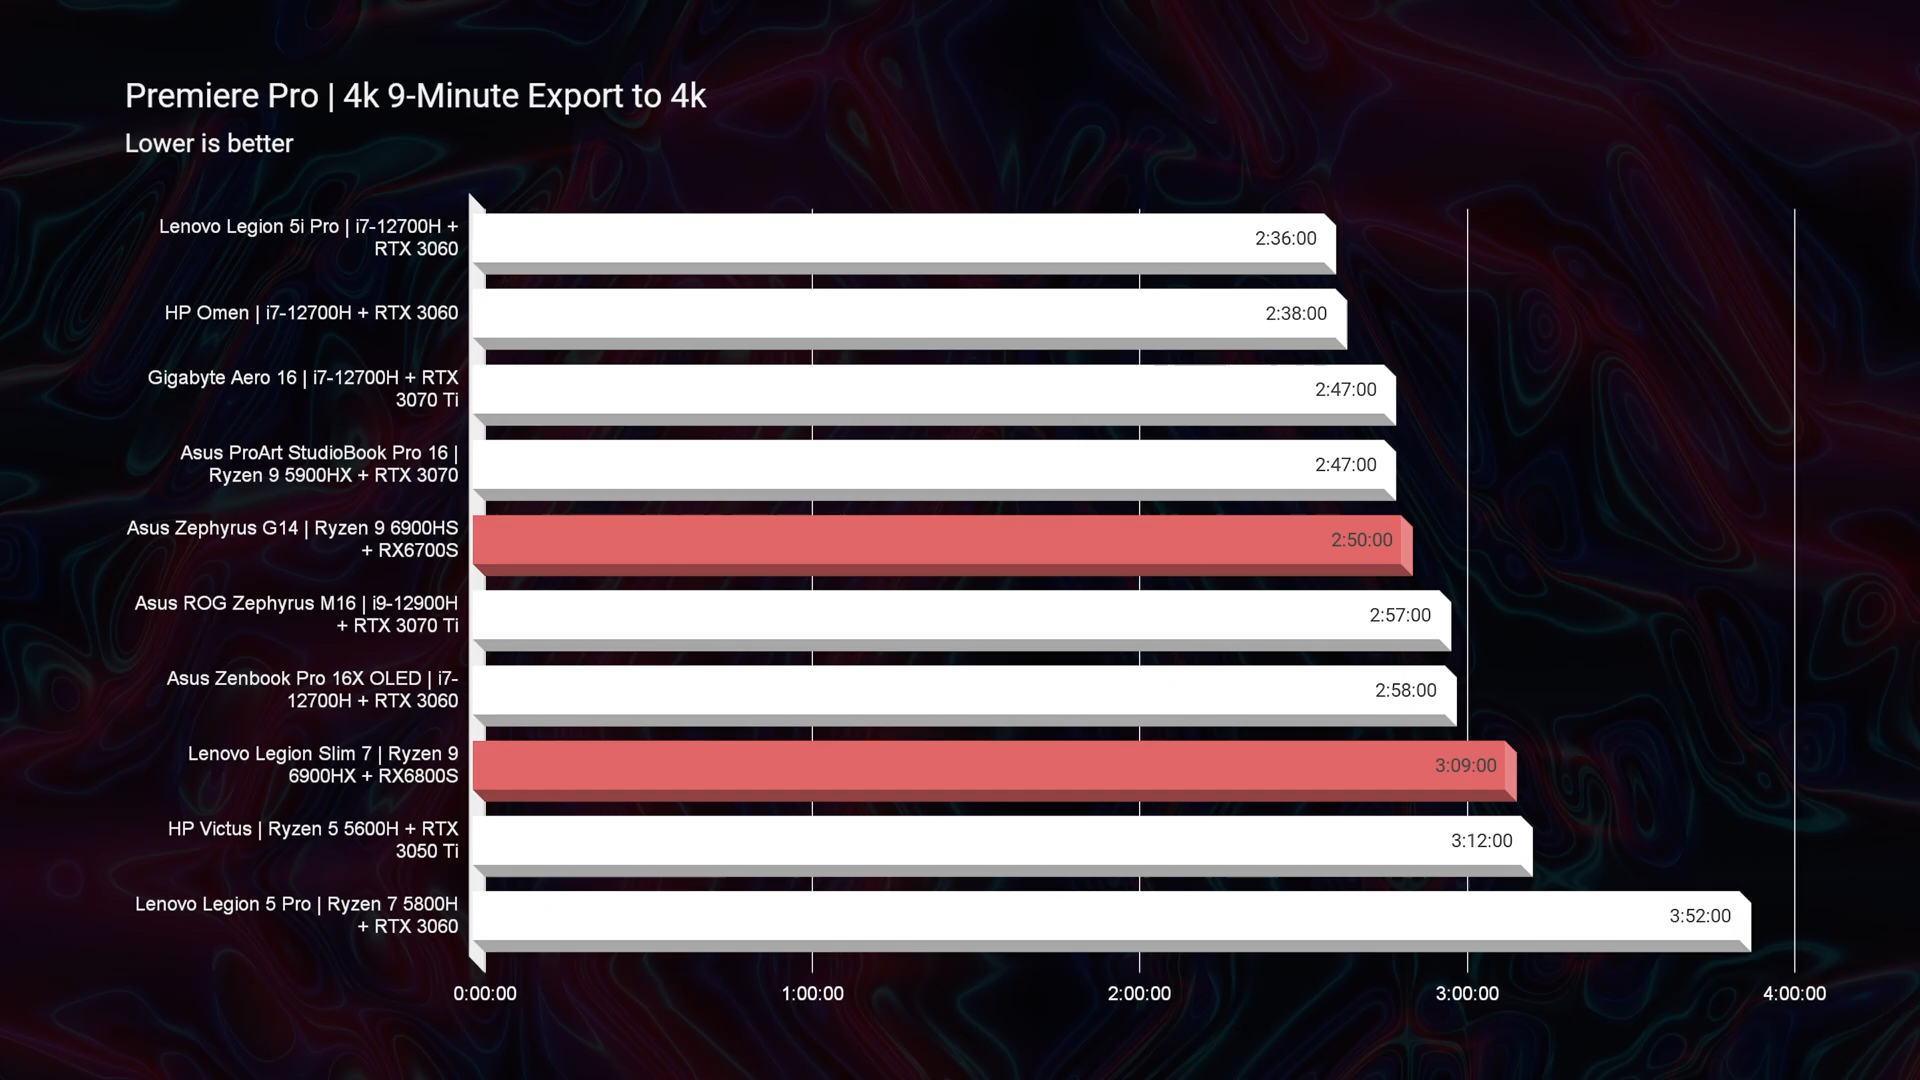 Premiere Pro | 4k 9-Minute Export to 4k
Lower is better
Lenovo Legion 5i Pro | i7-12700H +
RTX 3060
2:36:00
HP Omen | i7-12700H + RTX 3060
2:38:00
Gigabyte Aero 16 | i7-12700H + RTX
3070 Ti
2:47:00
Asus ProArt StudioBook Pro 16 |
Ryzen 9 5900HX + RTX 3070
2:47:00
Asus Zephyrus G14 | Ryzen 9 6900HS
+ RX6700S
2:50:00
Asus ROG Zephyrus M16 | i9-12900H
+ RTX 3070 Ti
2:57:00
Asus Zenbook Pro 16X OLED | i7-
12700H + RTX 3060
2:58:00
Lenovo Legion Slim 7 | Ryzen 9
6900HX + RX6800S
3:09:00
HP Victus | Ryzen 5 5600H + RTX
3050 Ti
3:12:00
Lenovo Legion 5 Pro | Ryzen 7 5800H
+ RTX 3060
3:52:00
0:00:00 1:00:00 2:00:00 3:00:00 4:00:00